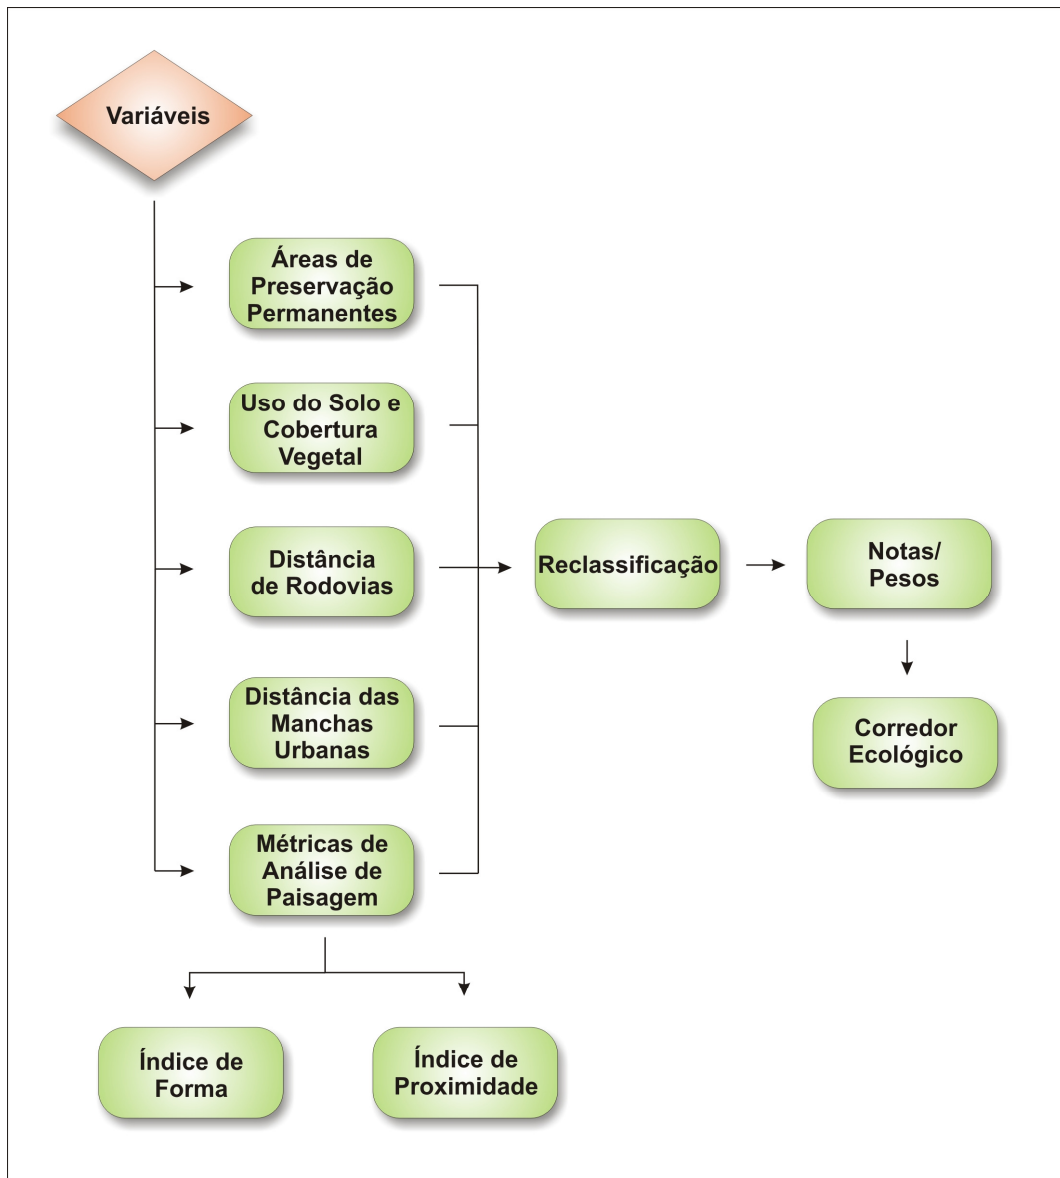 Variáveis
Áreas de
Preservação
Permanentes
Uso do Solo e
Cobertura
Vegetal
Distância
de Rodovias
Distância das
Manchas
Urbanas
Métricas de
Análise de
Paisagem
Reclassificação
Notas/
Pesos
Corredor
Ecológico
Índice de
Forma
Índice de
Proximidade